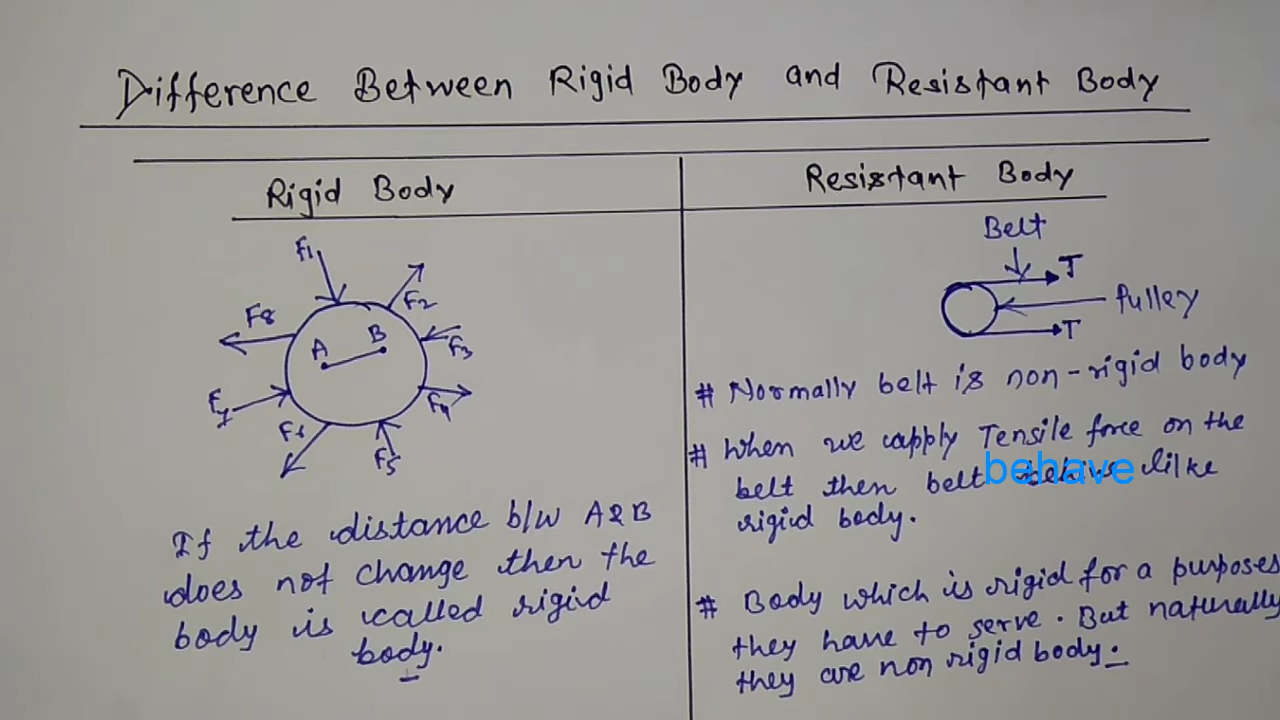 Difference Between Rigid Body and Resistant Body
Rigid Body
F1
F2
F8
A
B
F3
F4
F5
If the distance b/w A&B
does not change then the
body is called rigid
body.
Resistant Body
Belt
T
Pulley
T
# Normally belt is non-rigid body
# When we apply Tensile force on the
belt then belt behave like
rigid body.
# Body which is rigid for a purposes
they have to serve. But naturally
they are non rigid body.